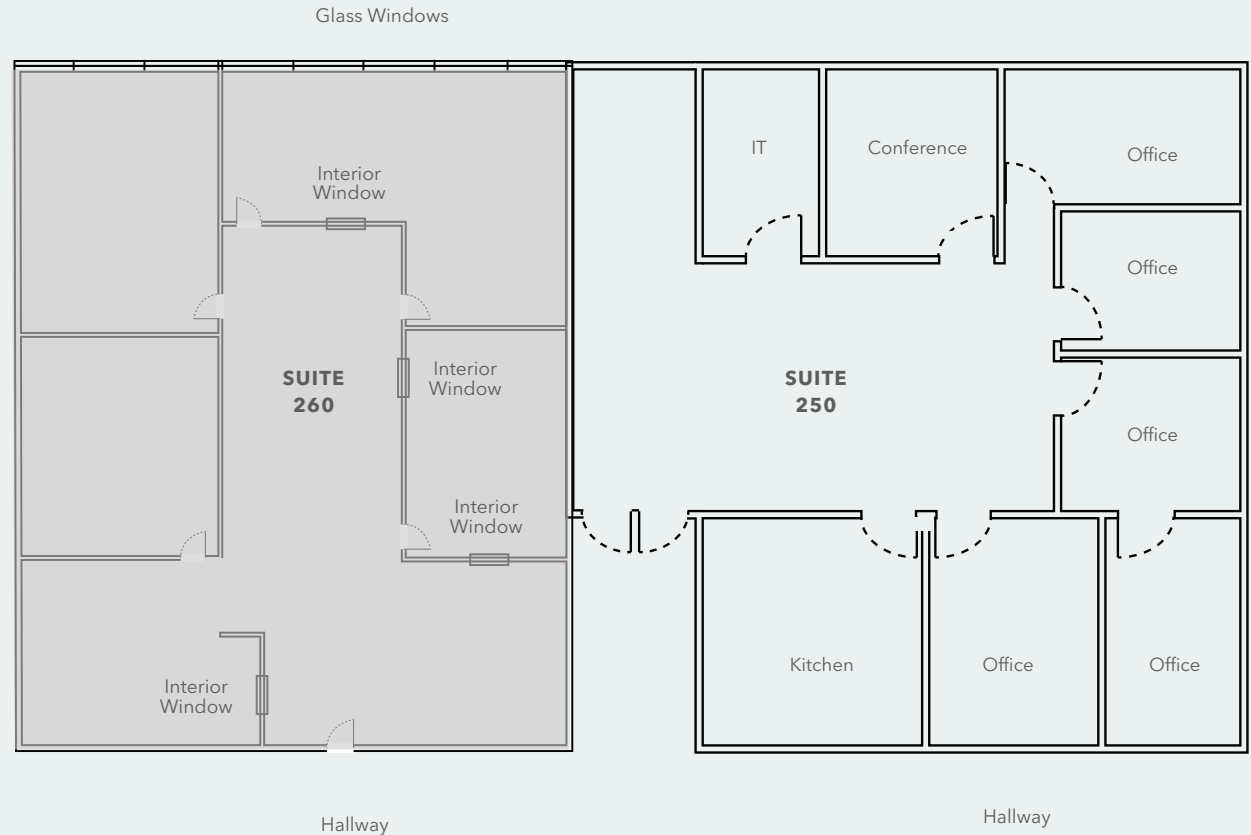 Glass Windows
Interior
Window
SUITE
260
Interior
Window
Interior
Window
Interior
Window
Hallway
IT
Conference
Office
Office
SUITE
250
Office
Kitchen
Office
Office
Hallway